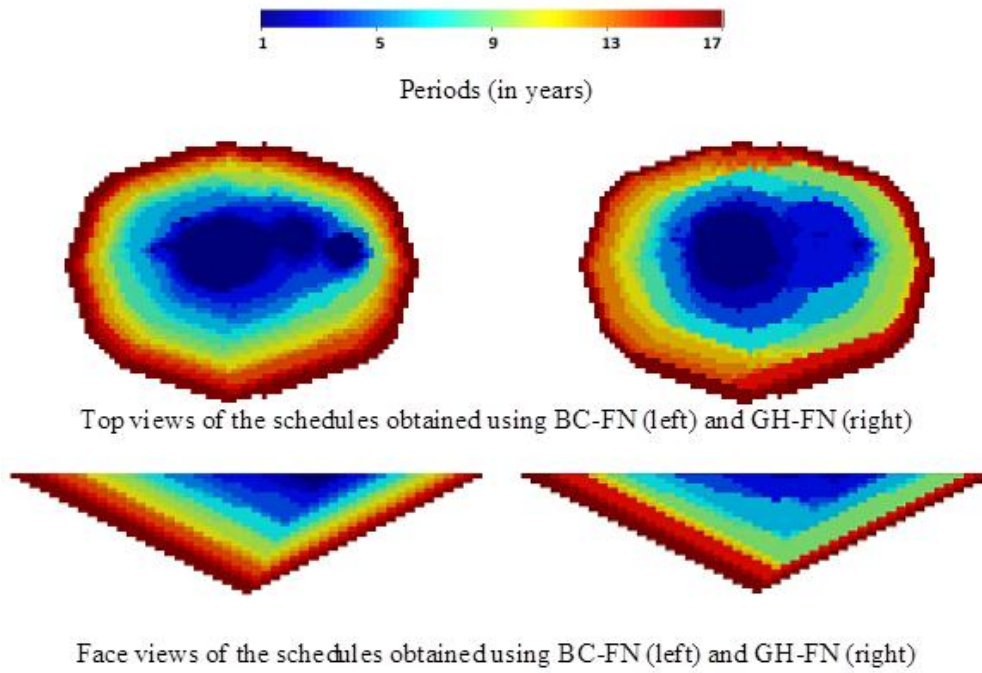 1 5 9 13 17
Periods (in years)
Top views of the schedules obtained using BC-FN (left) and GH-FN (right)
Face views of the schedules obtained using BC-FN (left) and GH-FN (right)